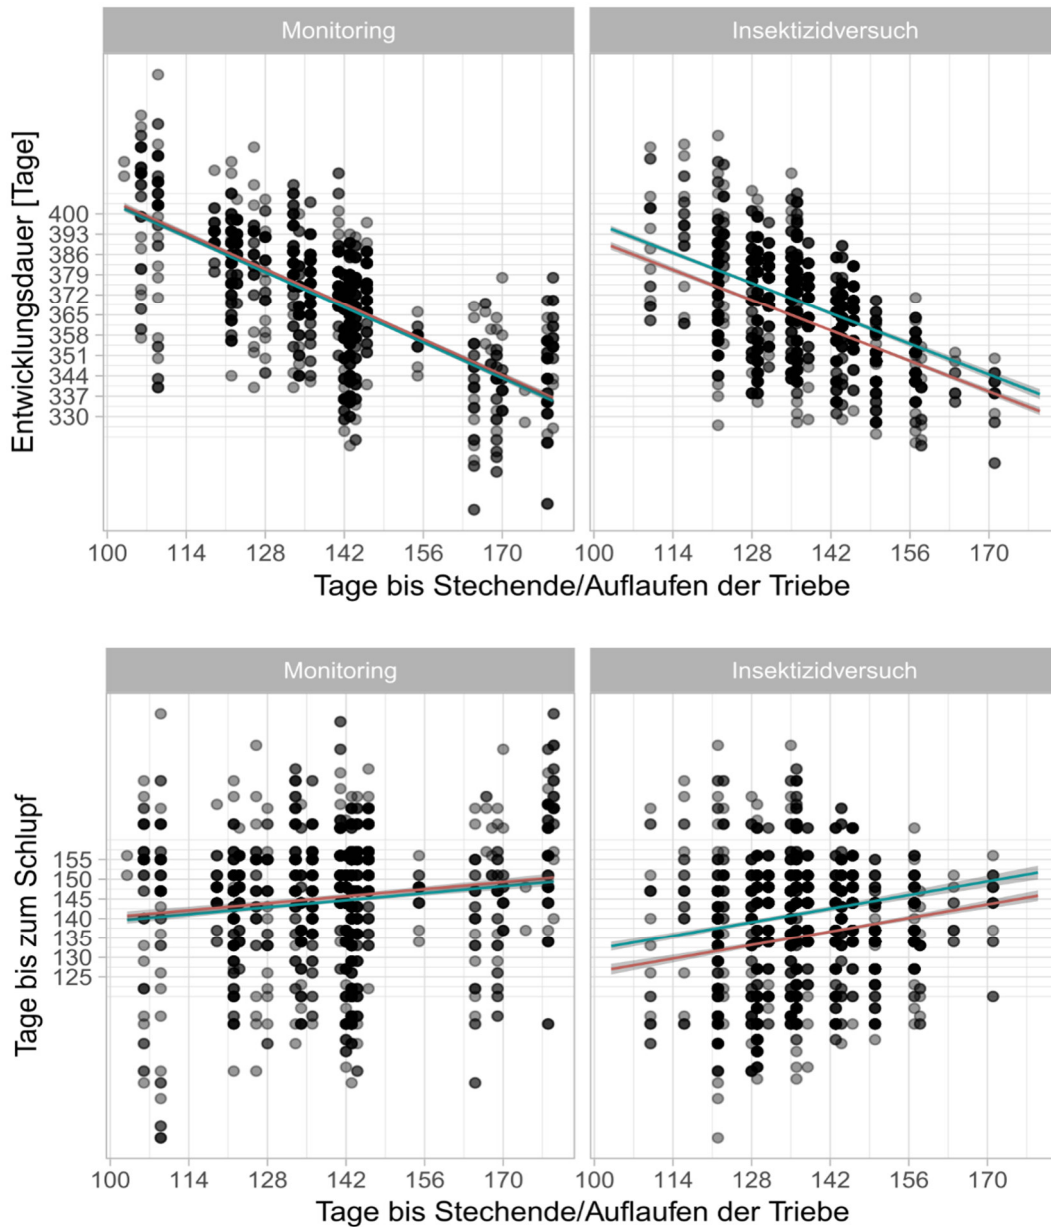 Monitoring
Insektizidversuch
Entwicklungsdauer [Tage]
400
393
386
379
372
365
358
351
344
337
330
100 114 128 142 156 170
100 114 128 142 156 170
Tage bis Stechende/Auflaufen der Triebe
Monitoring
Insektizidversuch
Tage bis zum Schlupf
155
150
145
140
135
130
125
100 114 128 142 156 170
100 114 128 142 156 170
Tage bis Stechende/Auflaufen der Triebe